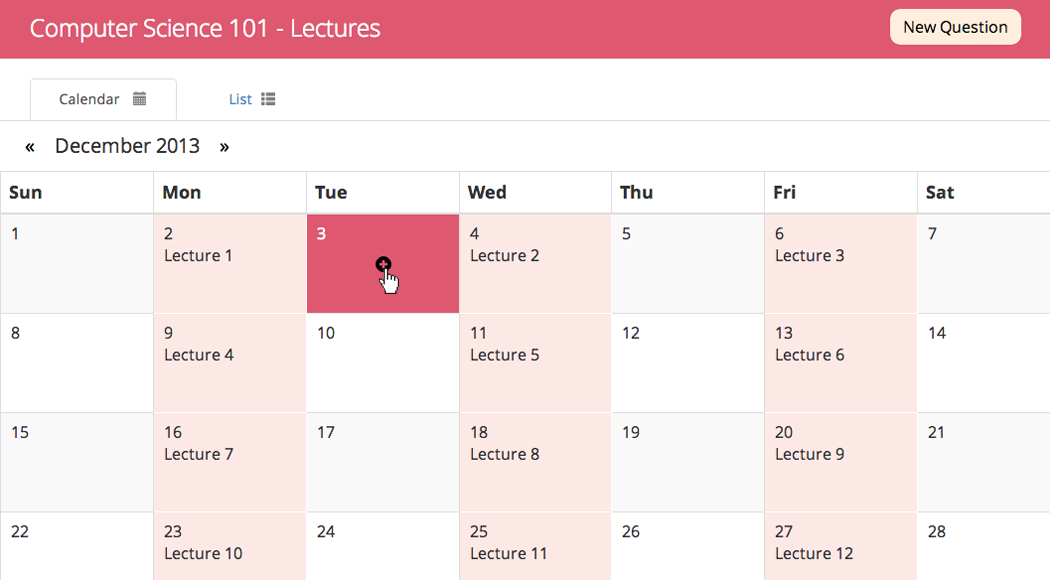 Computer Science 101 - Lectures
New Question
Calendar
List
« December 2013 »
Sun Mon Tue Wed Thu Fri Sat
1 2 3 4 5 6 7
Lecture 1 Lecture 2 Lecture 3
8 9 10 11 12 13 14
Lecture 4 Lecture 5 Lecture 6
15 16 17 18 19 20 21
Lecture 7 Lecture 8 Lecture 9
22 23 24 25 26 27 28
Lecture 10 Lecture 11 Lecture 12